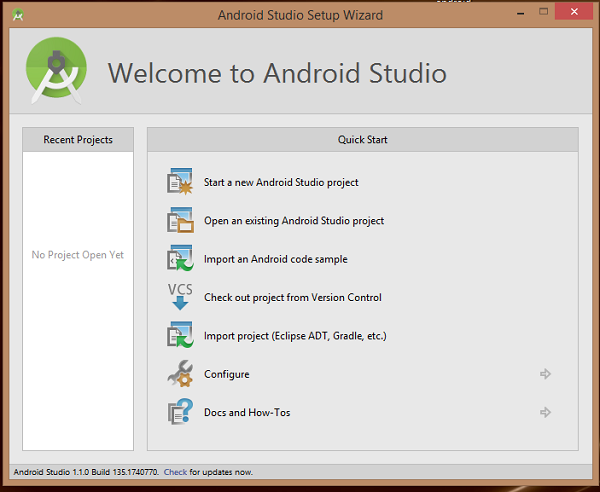 Android Studio Setup Wizard
Welcome to Android Studio
Recent Projects
No Project Open Yet
Quick Start
Start a new Android Studio project
Open an existing Android Studio project
Import an Android code sample
VCS
Check out project from Version Control
Import project (Eclipse ADT, Gradle, etc.)
Configure
Docs and How-Tos
Android Studio 1.1.0 Build 135.1740770. Check for updates now.